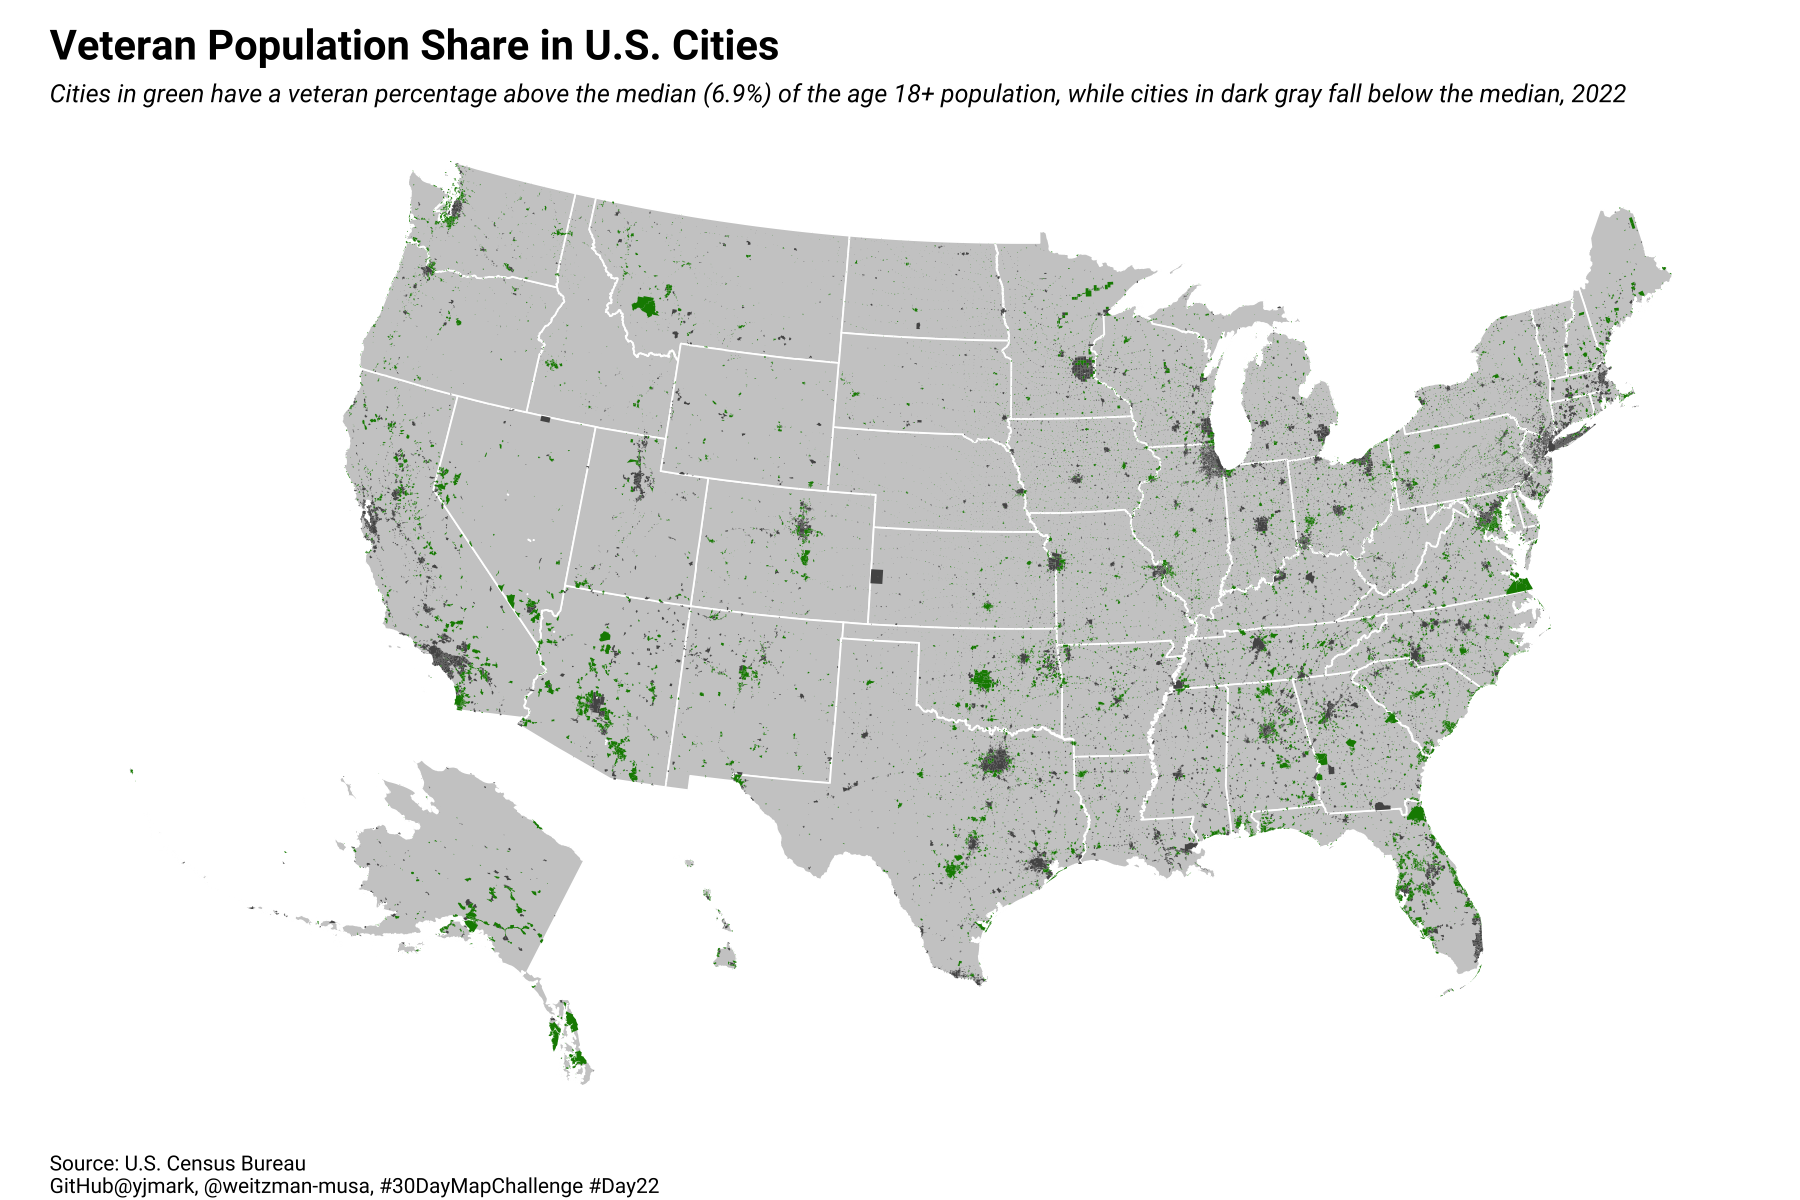 Veteran Population Share in U.S. Cities
Cities in green have a veteran percentage above the median (6.9%) of the age 18+ population, while cities in dark gray fall below the median, 2022
Source: U.S. Census Bureau
GitHub@yjmark, @weitzman-musa, #30DayMapChallenge #Day22